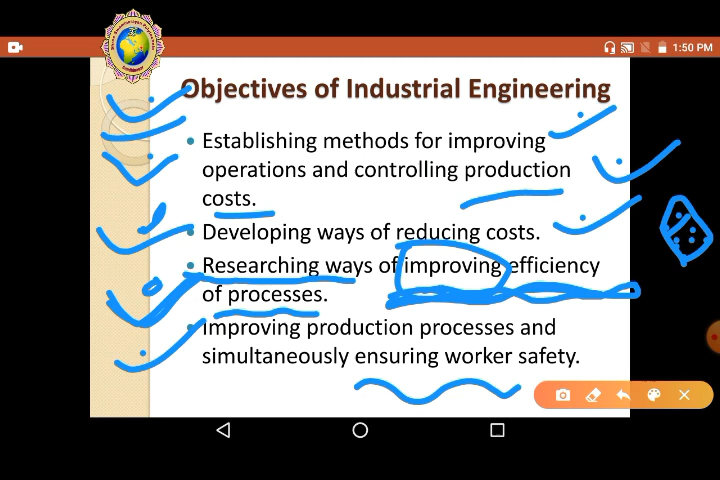 1:50 PM
Objectives of Industrial Engineering
• Establishing methods for improving
operations and controlling production
costs.
• Developing ways of reducing costs.
• Researching ways of improving efficiency
of processes.
• Improving production processes and
simultaneously ensuring worker safety.